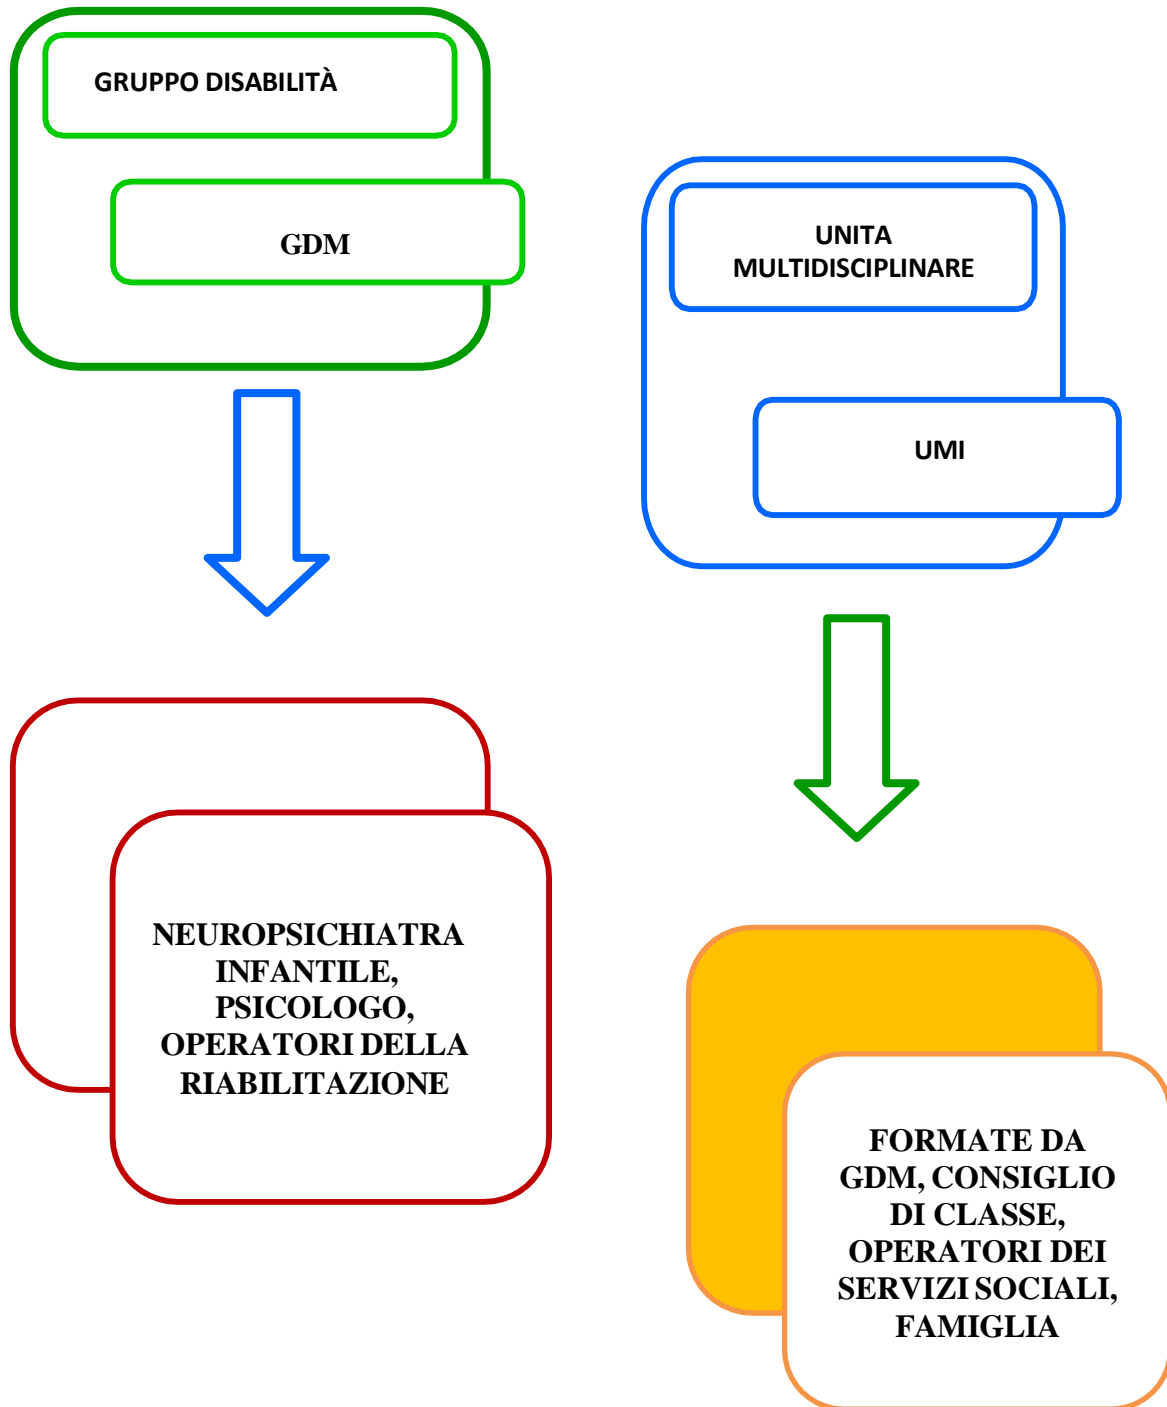 GRUPPO DISABILITÀ
GDM
UNITA
MULTIDISCIPLINARE
UMI
NEUROPSICHIATRA
INFANTILE,
PSICOLOGO,
OPERATORI DELLA
RIABILITAZIONE
FORMATE DA
GDM, CONSIGLIO
DI CLASSE,
OPERATORI DEI
SERVIZI SOCIALI,
FAMIGLIA